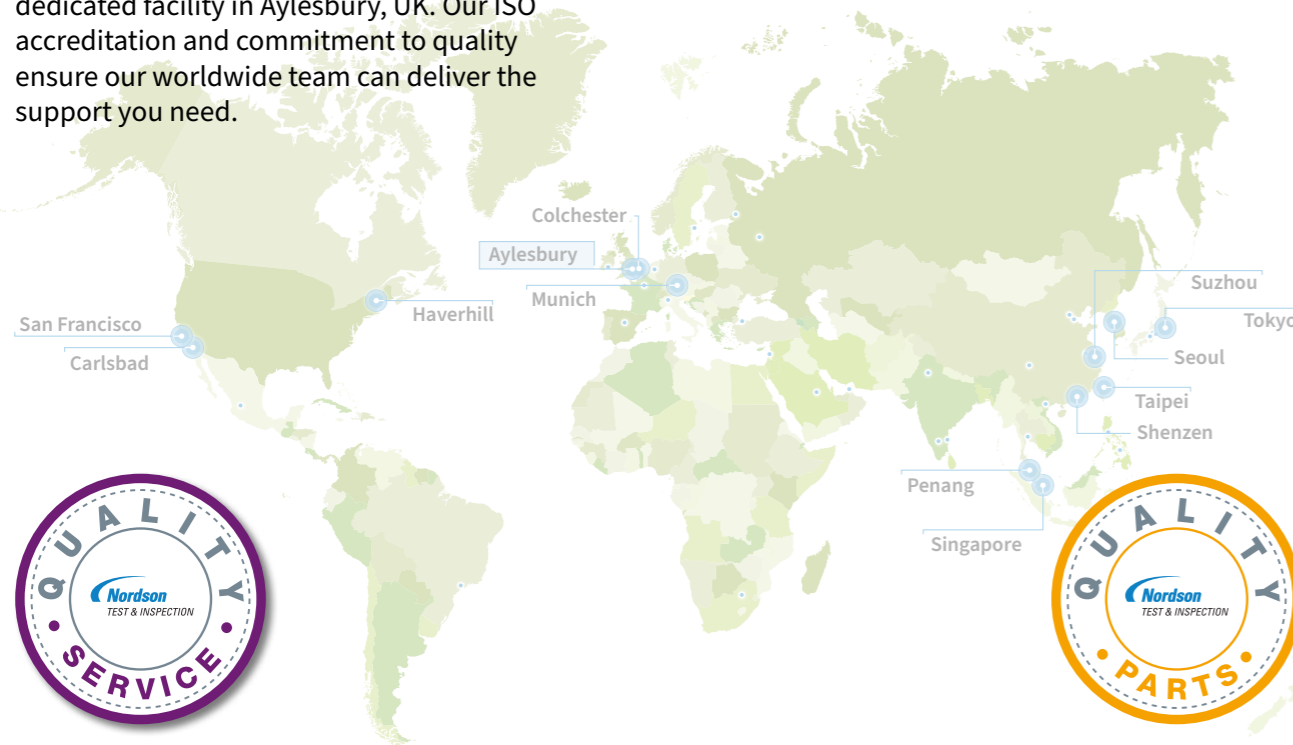 dedicated facility in Aylesbury, UK. Our ISO
accreditation and commitment to quality
ensure our worldwide team can deliver the
support you need.
Colchester
Aylesbury
Munich
Haverhill
San Francisco
Carlsbad
Suzhou
Tokyo
Seoul
Taipei
Shenzen
Penang
Singapore
QUALITY
Nordson
TEST & INSPECTION
SERVICE
QUALITY
Nordson
TEST & INSPECTION
PARTS